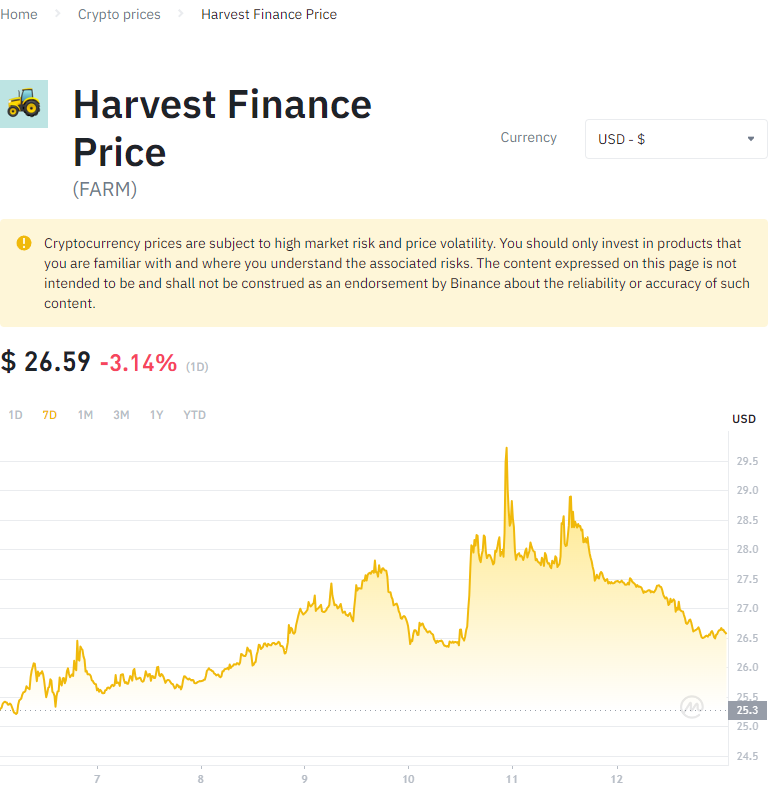 Home > Crypto prices > Harvest Finance Price
Harvest Finance
Price
(FARM)
Currency
USD - $
Cryptocurrency prices are subject to high market risk and price volatility. You should only invest in products that
you are familiar with and where you understand the associated risks. The content expressed on this page is not
intended to be and shall not be construed as an endorsement by Binance about the reliability or accuracy of such
content.
$ 26.59 -3.14% (1D)
1D 7D 1M 3M 1Y YTD
USD
29.5
29.0
28.5
28.0
27.5
27.0
26.5
26.0
25.5
25.3
25.0
24.5
7 8 9 10 11 12